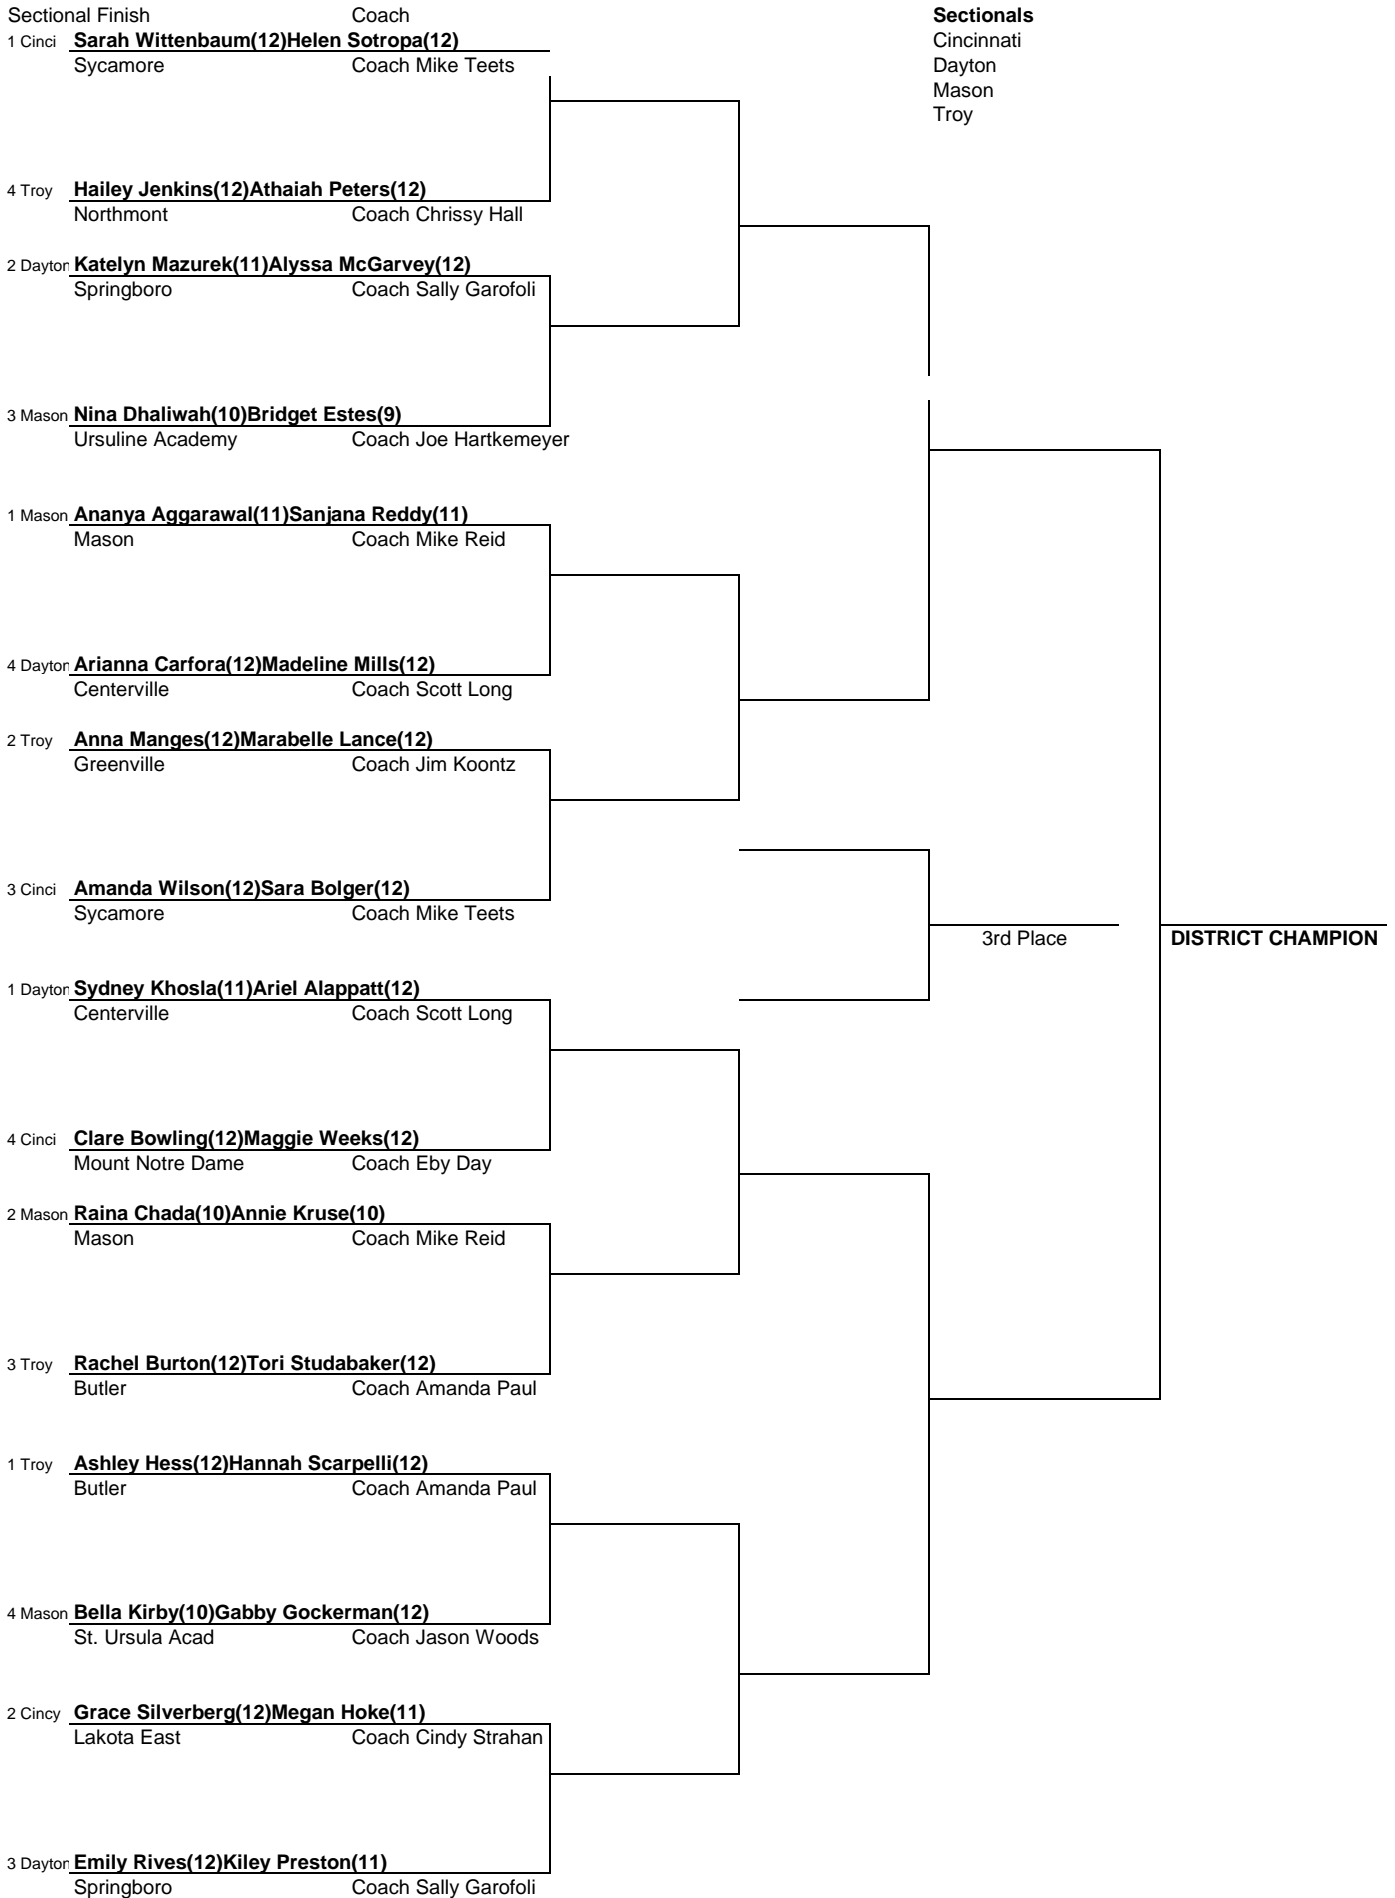 Sectional Finish Coach Sectionals
1 Cinci Sarah Wittenbaum(12)Helen Sotropa(12) Cincinnati
Sycamore Coach Mike Teets Dayton
Mason
Troy
4 Troy Hailey Jenkins(12)Athaiah Peters(12)
Northmont Coach Chrissy Hall
2 Dayton Katelyn Mazurek(11)Alyssa McGarvey(12)
Springboro Coach Sally Garofoli
3 Mason Nina Dhaliwah(10)Bridget Estes(9)
Ursuline Academy Coach Joe Hartkemeyer
1 Mason Ananya Aggarawal(11)Sanjana Reddy(11)
Mason Coach Mike Reid
4 Dayton Arianna Carfora(12)Madeline Mills(12)
Centerville Coach Scott Long
2 Troy Anna Manges(12)Marabelle Lance(12)
Greenville Coach Jim Koontz
3 Cinci Amanda Wilson(12)Sara Bolger(12)
Sycamore Coach Mike Teets
3rd Place DISTRICT CHAMPION
1 Dayton Sydney Khosla(11)Ariel Alappatt(12)
Centerville Coach Scott Long
4 Cinci Clare Bowling(12)Maggie Weeks(12)
Mount Notre Dame Coach Eby Day
2 Mason Raina Chada(10)Annie Kruse(10)
Mason Coach Mike Reid
3 Troy Rachel Burton(12)Tori Studabaker(12)
Butler Coach Amanda Paul
1 Troy Ashley Hess(12)Hannah Scarpelli(12)
Butler Coach Amanda Paul
4 Mason Bella Kirby(10)Gabby Gockerman(12)
St. Ursula Acad Coach Jason Woods
2 Cincy Grace Silverberg(12)Megan Hoke(11)
Lakota East Coach Cindy Strahan
3 Dayton Emily Rives(12)Kiley Preston(11)
Springboro Coach Sally Garofoli